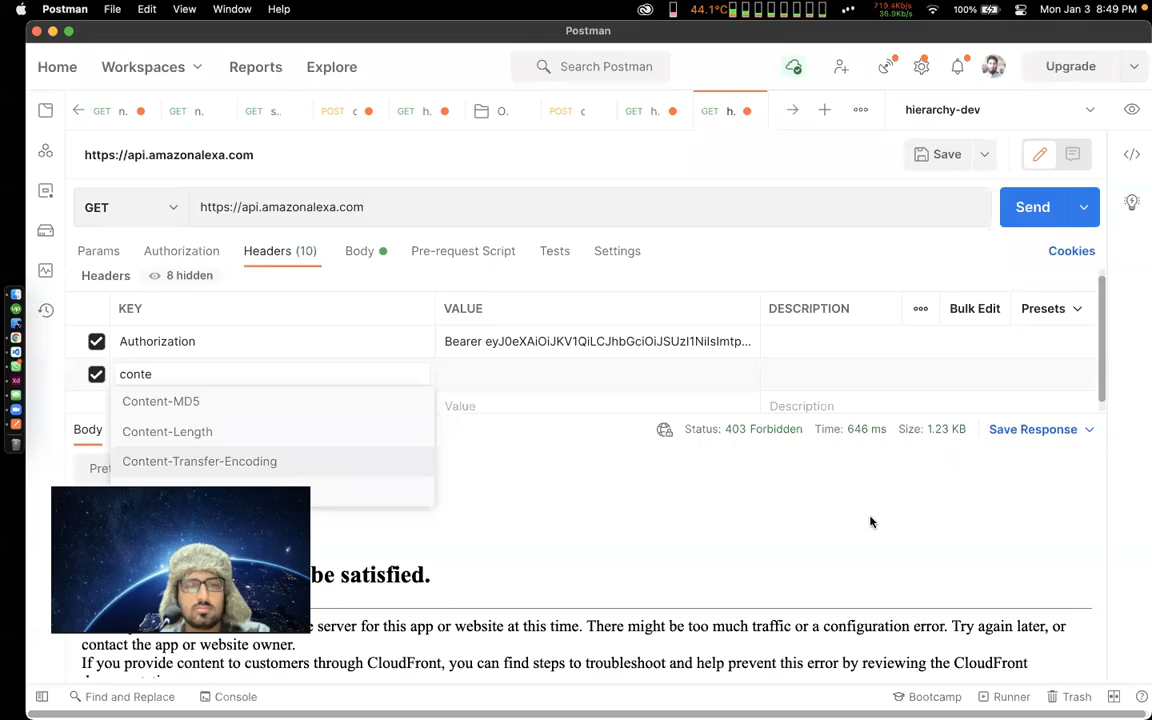 Postman File Edit View Window Help 44.1°C 719.4Kb/s 36.9Kb/s 100% Mon Jan 3 8:49 PM
Postman
Home Workspaces Reports Explore Search Postman Upgrade
GET n. GET n. GET s.. POST c GET h. O. POST c GET h. GET h. hierarchy-dev
https://api.amazonalexa.com Save
GET https://api.amazonalexa.com Send
Params Authorization Headers (10) Body Pre-request Script Tests Settings Cookies
Headers 8 hidden
KEY VALUE DESCRIPTION Bulk Edit Presets
Authorization Bearer eyJ0eXAiOiJKV1QiLCJhbGciOiJSUzI1NiIsImtp...
conte
Content-MD5 Value Description
Content-Length
Body Status: 403 Forbidden Time: 646 ms Size: 1.23 KB Save Response
Content-Transfer-Encoding
Pret
be satisfied.
e server for this app or website at this time. There might be too much traffic or a configuration error. Try again later, or
contact the app or website owner.
If you provide content to customers through CloudFront, you can find steps to troubleshoot and help prevent this error by reviewing the CloudFront
Find and Replace Console Bootcamp Runner Trash